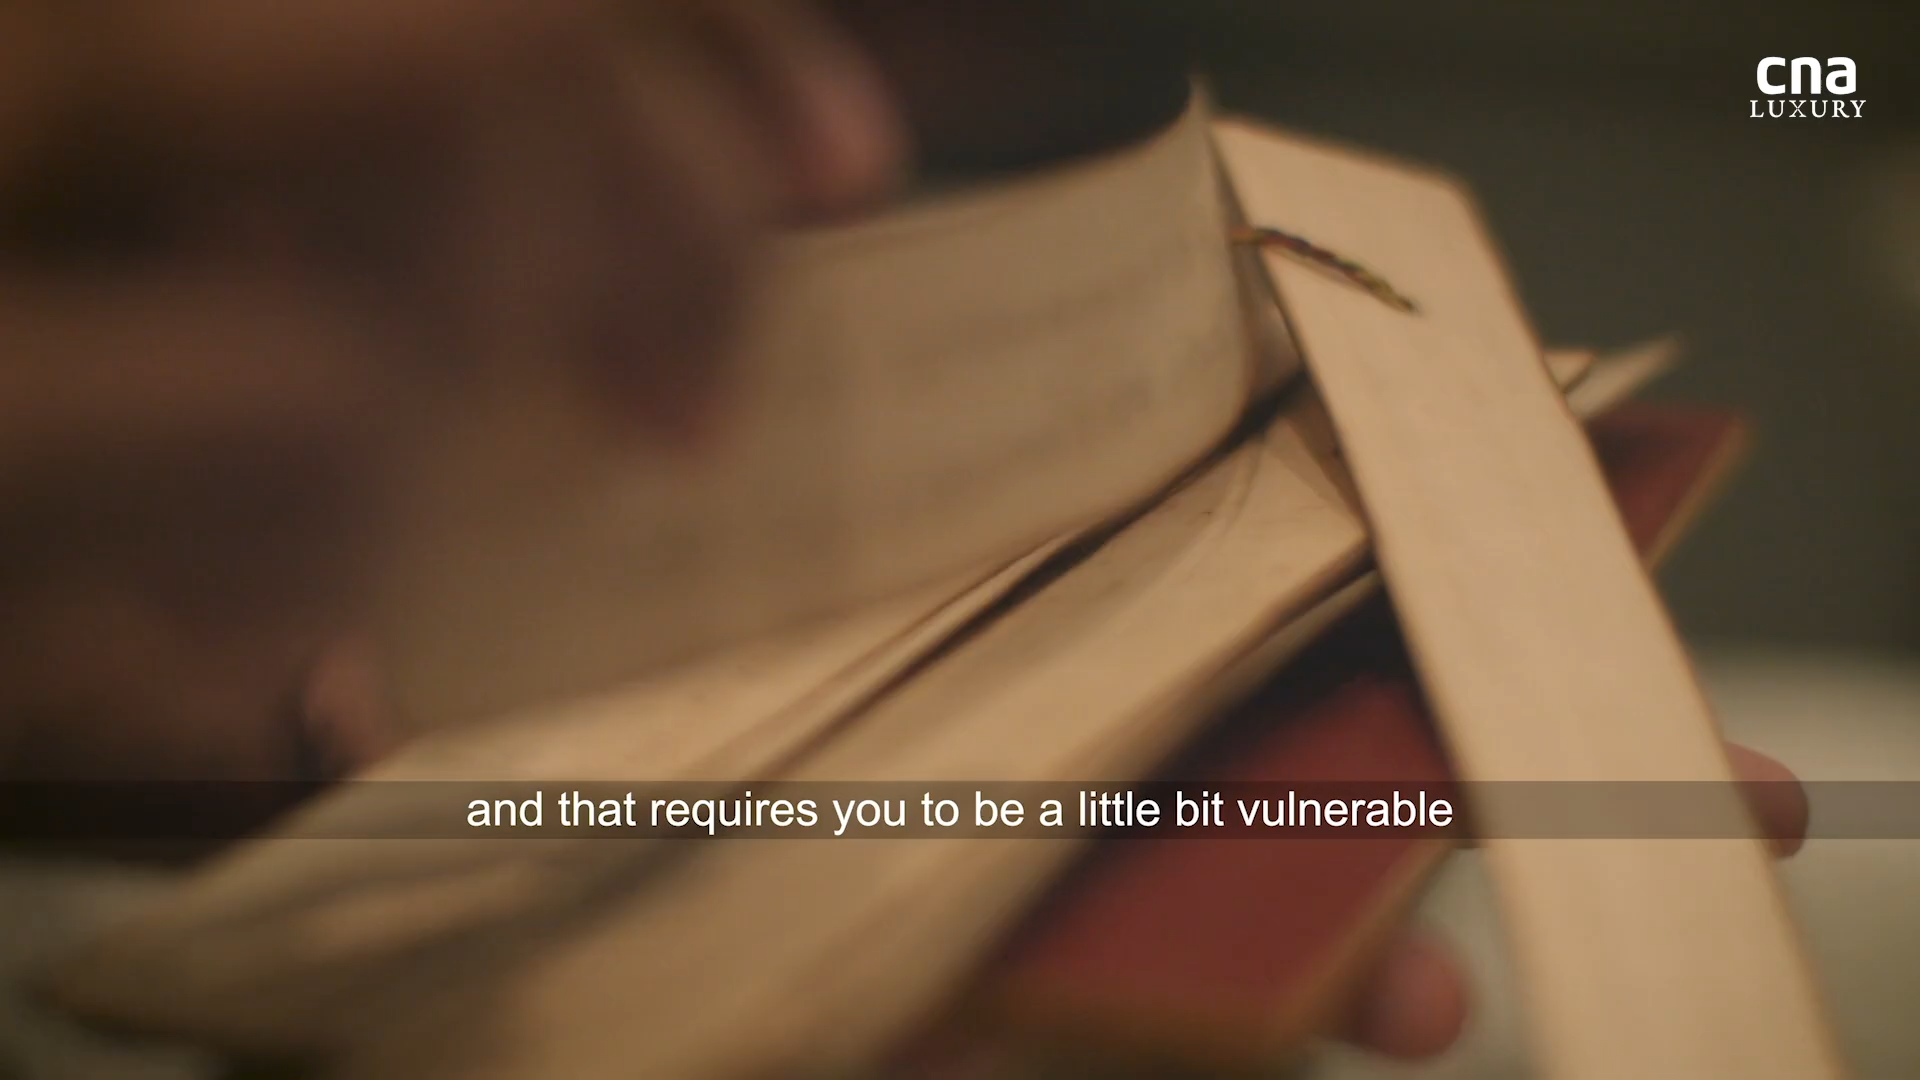 cna
LUXURY
and that requires you to be a little bit vulnerable